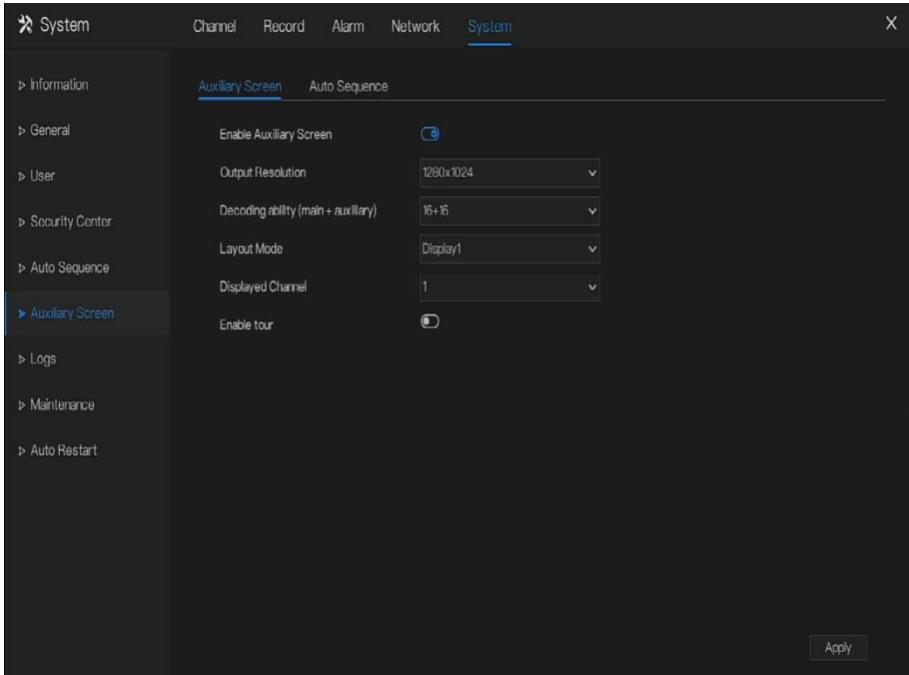 System
Channel Record Alarm Network System X
Information
General
User
Security Center
Auto Sequence
Auxiliary Screen
Logs
Maintenance
Auto Restart
Auxiliary Screen Auto Sequence
Enable Auxiliary Screen
Output Resolution 1280x1024
Decoding ability (main + auxiliary) 16+16
Layout Mode Display1
Displayed Channel 1
Enable tour
Apply